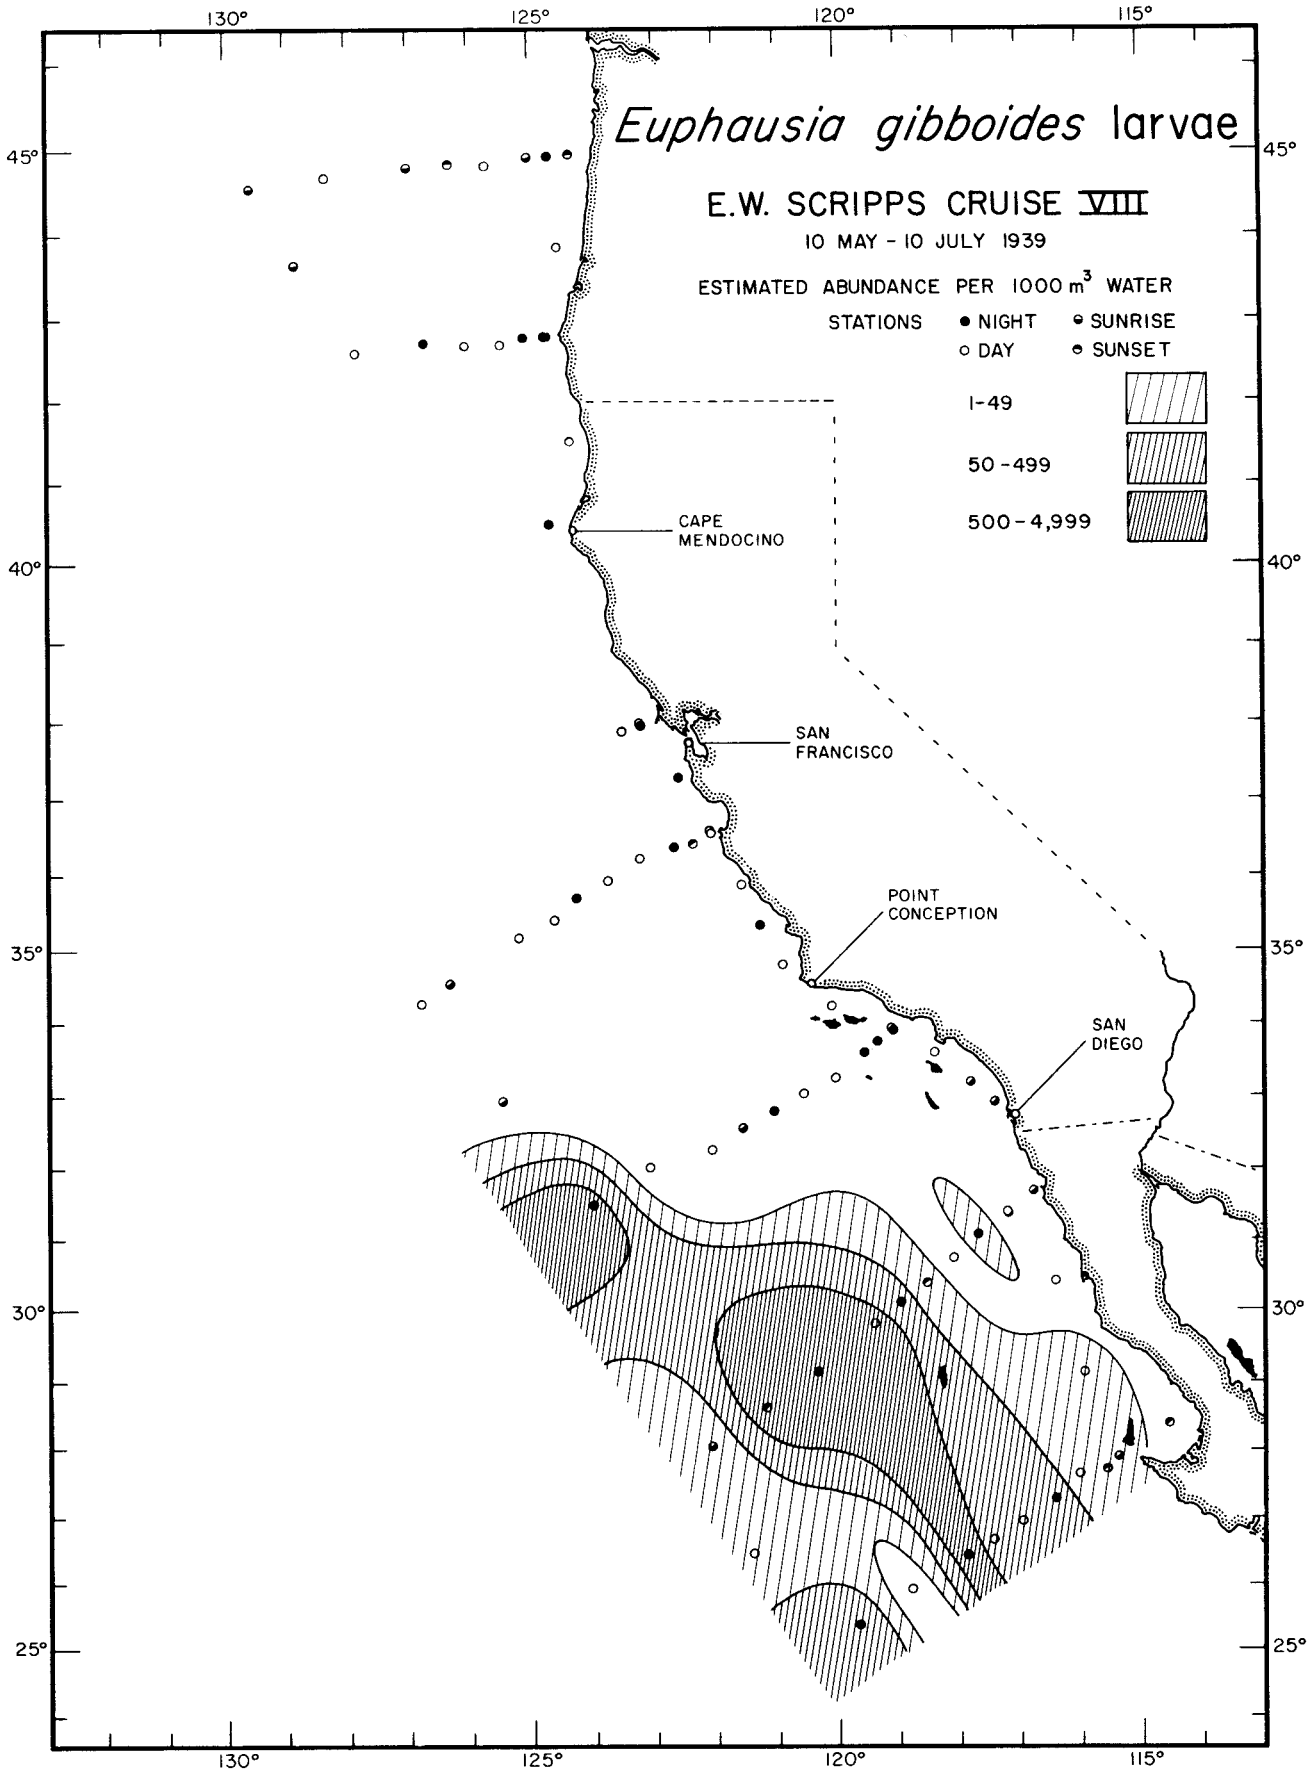 130° 125° 120° 115°
Euphausia gibboides larvae
45° 45°
E.W. SCRIPPS CRUISE VIII
10 MAY – 10 JULY 1939
ESTIMATED ABUNDANCE PER 1000 m³ WATER
STATIONS NIGHT SUNRISE
DAY SUNSET
1–49
50–499
500–4,999
CAPE
MENDOCINO
40° 40°
SAN
FRANCISCO
POINT
CONCEPTION
35° 35°
SAN
DIEGO
30° 30°
25° 25°
130° 125° 120° 115°